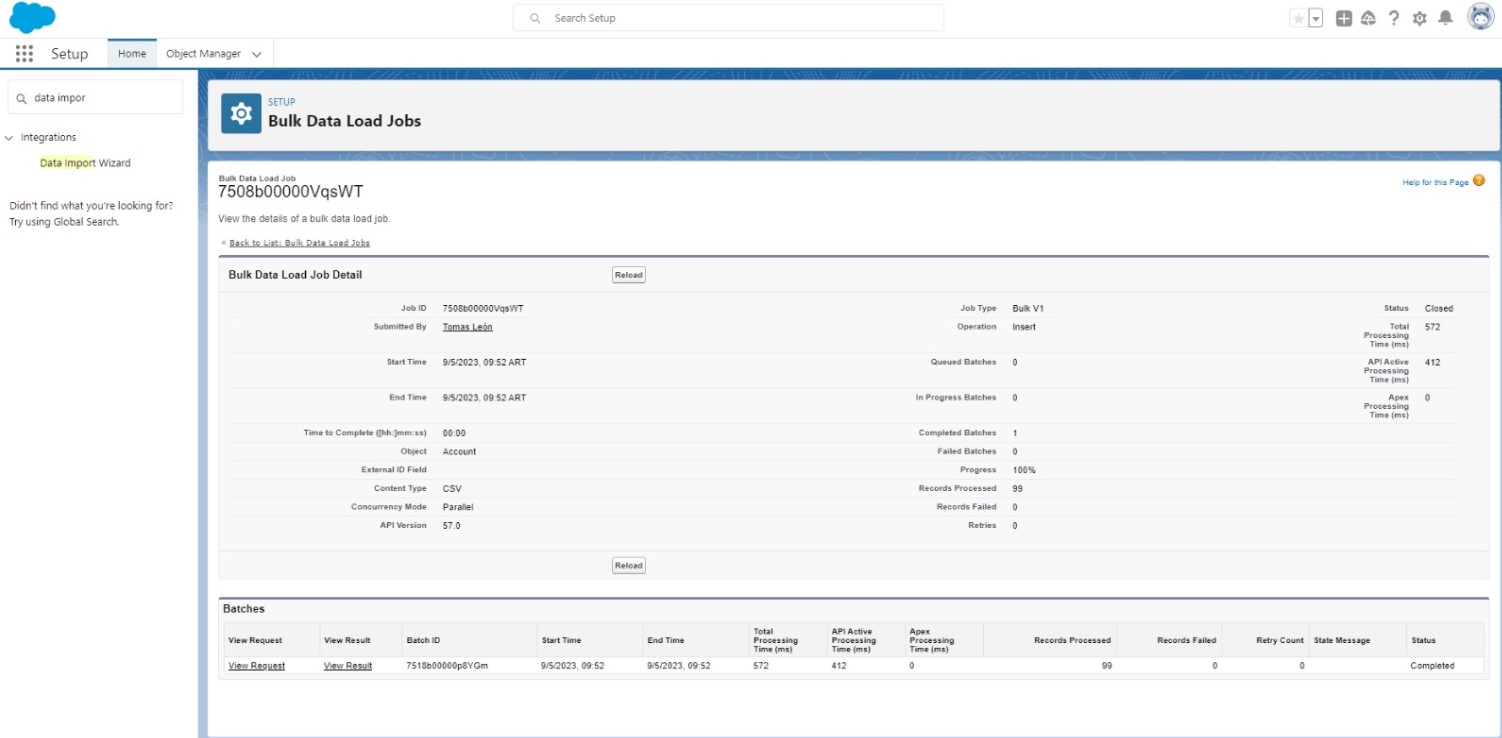 Search Setup
Setup
Home
Object Manager
data impor
Integrations
Data Import Wizard
Didn't find what you're looking for?
Try using Global Search.
SETUP
Bulk Data Load Jobs
Bulk Data Load Job
7508b00000VqsWT
Help for this Page
View the details of a bulk data load job.
« Back to List: Bulk Data Load Jobs
Bulk Data Load Job Detail
Reload
Job ID 7508b00000VqsWT Job Type Bulk V1 Status Closed
Submitted By Tomas León Operation Insert Total Processing Time (ms) 572
Start Time 9/5/2023, 09:52 ART Queued Batches 0 API Active Processing Time (ms) 412
End Time 9/5/2023, 09:52 ART In Progress Batches 0 Apex Processing Time (ms) 0
Time to Complete ([hh:]mm:ss) 00:00 Completed Batches 1
Object Account Failed Batches 0
External ID Field Progress 100%
Content Type CSV Records Processed 99
Concurrency Mode Parallel Records Failed 0
API Version 57.0 Retries 0
Reload
Batches
View Request View Result Batch ID Start Time End Time Total Processing Time (ms) API Active Processing Time (ms) Apex Processing Time (ms) Records Processed Records Failed Retry Count State Message Status
View Request View Result 7518b00000p8YGm 9/5/2023, 09:52 9/5/2023, 09:52 572 412 0 99 0 0 Completed